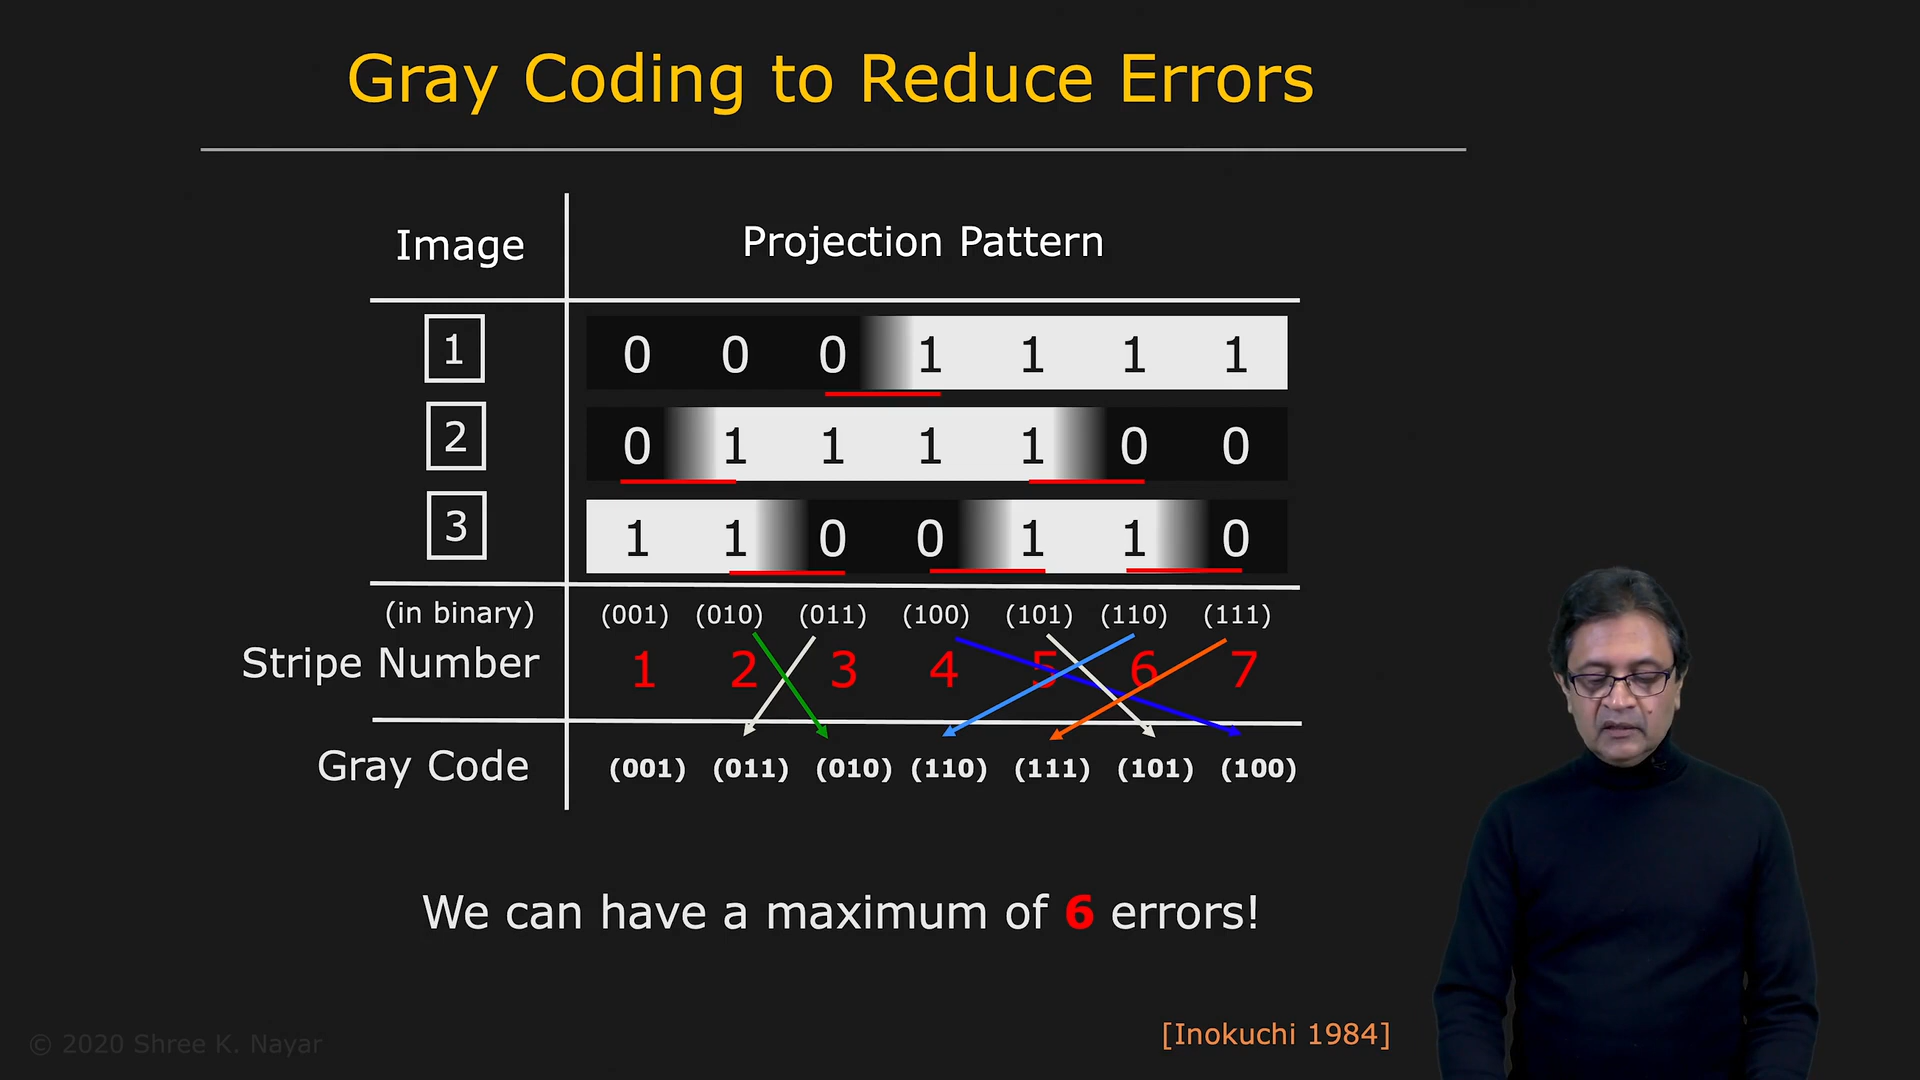 Gray Coding to Reduce Errors
Image Projection Pattern
1 0 0 0 1 1 1 1
2 0 1 1 1 1 0 0
3 1 1 0 0 1 1 0
(in binary) (001) (010) (011) (100) (101) (110) (111)
Stripe Number 1 2 3 4 5 6 7
Gray Code (001) (011) (010) (110) (111) (101) (100)
We can have a maximum of 6 errors!
[Inokuchi 1984]
© 2020 Shree K. Nayar